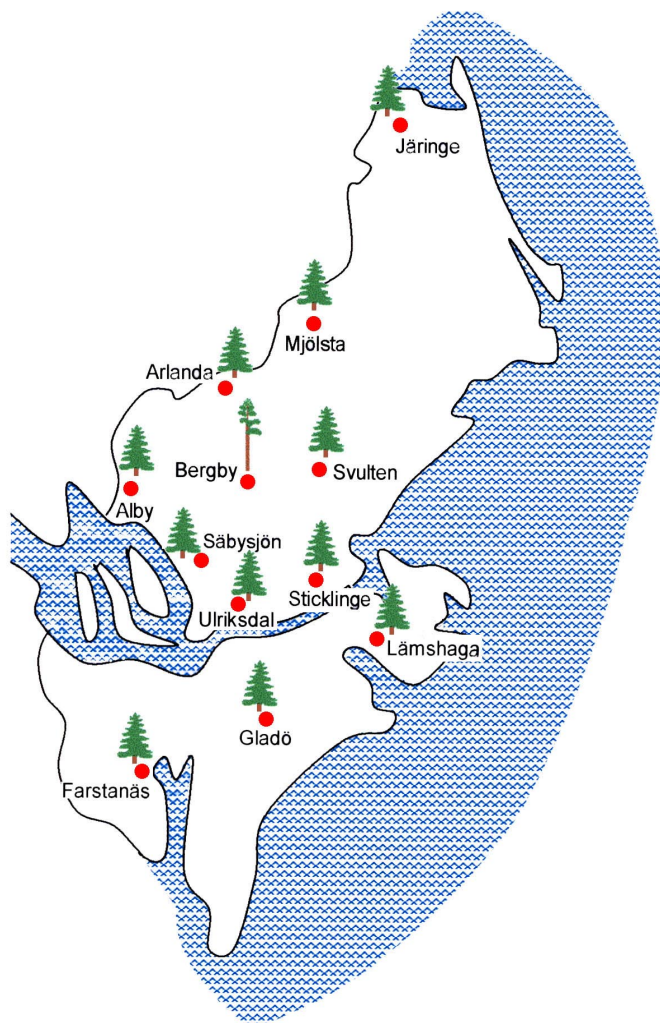 Järinge
Mjölsta
Arlanda
Bergby
Svulten
Alby
Säbysjön
Sticklinge
Ulriksdal
Lämshaga
Gladö
Farstanäs